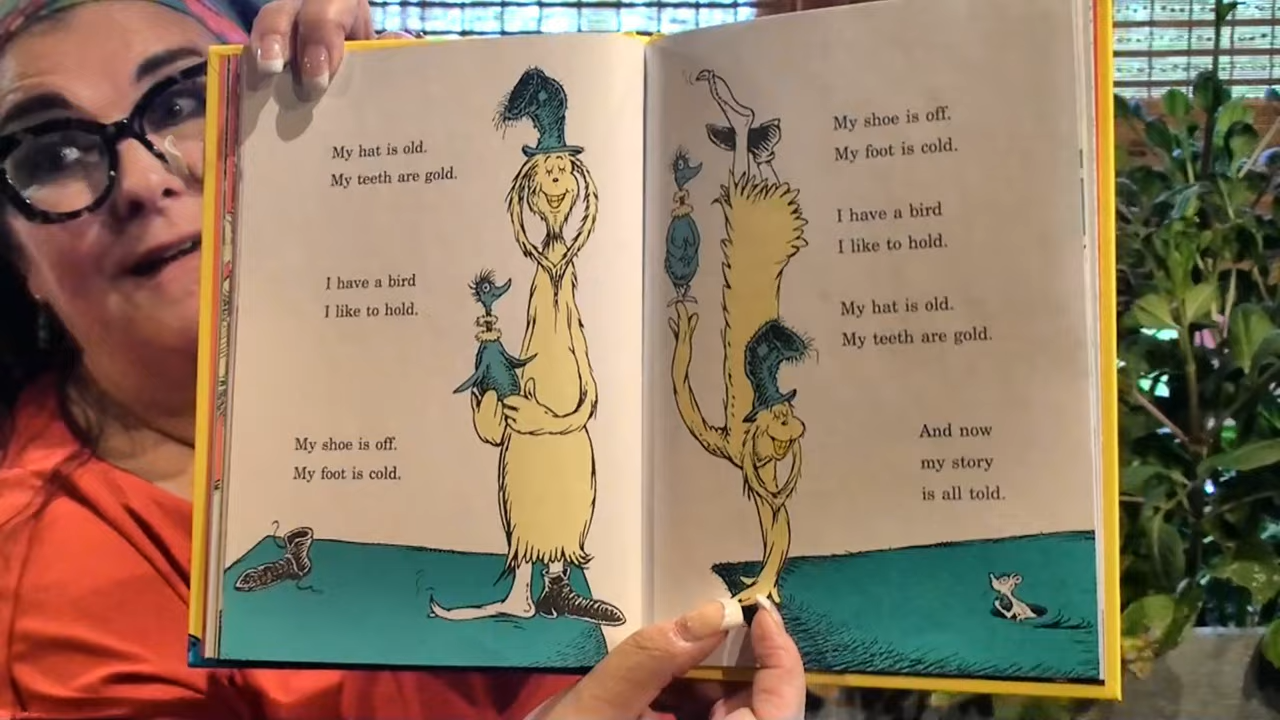 My hat is old.
My teeth are gold.
I have a bird
I like to hold.
My shoe is off.
My foot is cold.
My shoe is off.
My foot is cold.
I have a bird
I like to hold.
My hat is old.
My teeth are gold.
And now
my story
is all told.